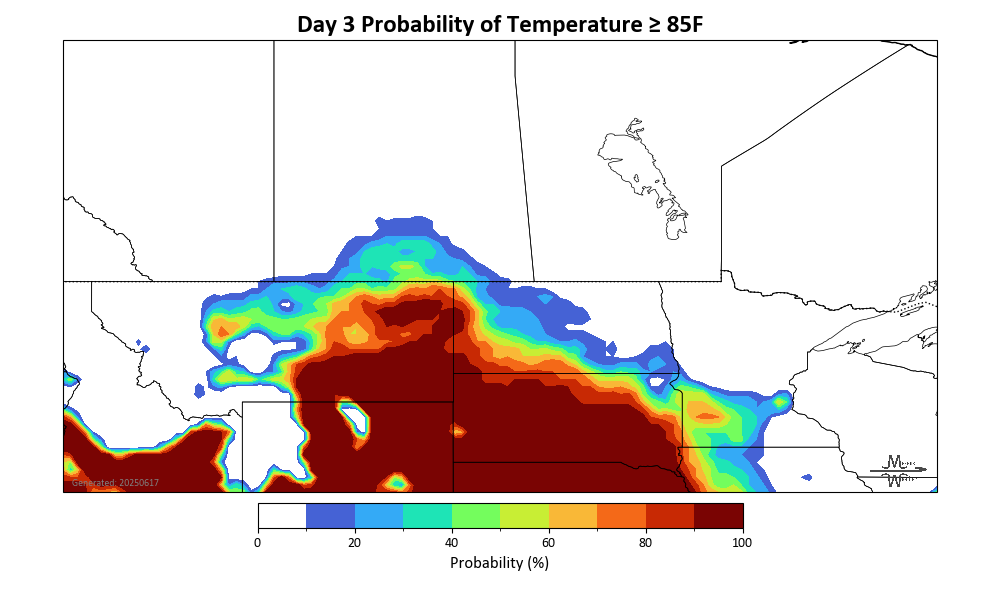 Day 3 Probability of Temperature ≥ 85F
Generated: 20250617
0 20 40 60 80 100
Probability (%)